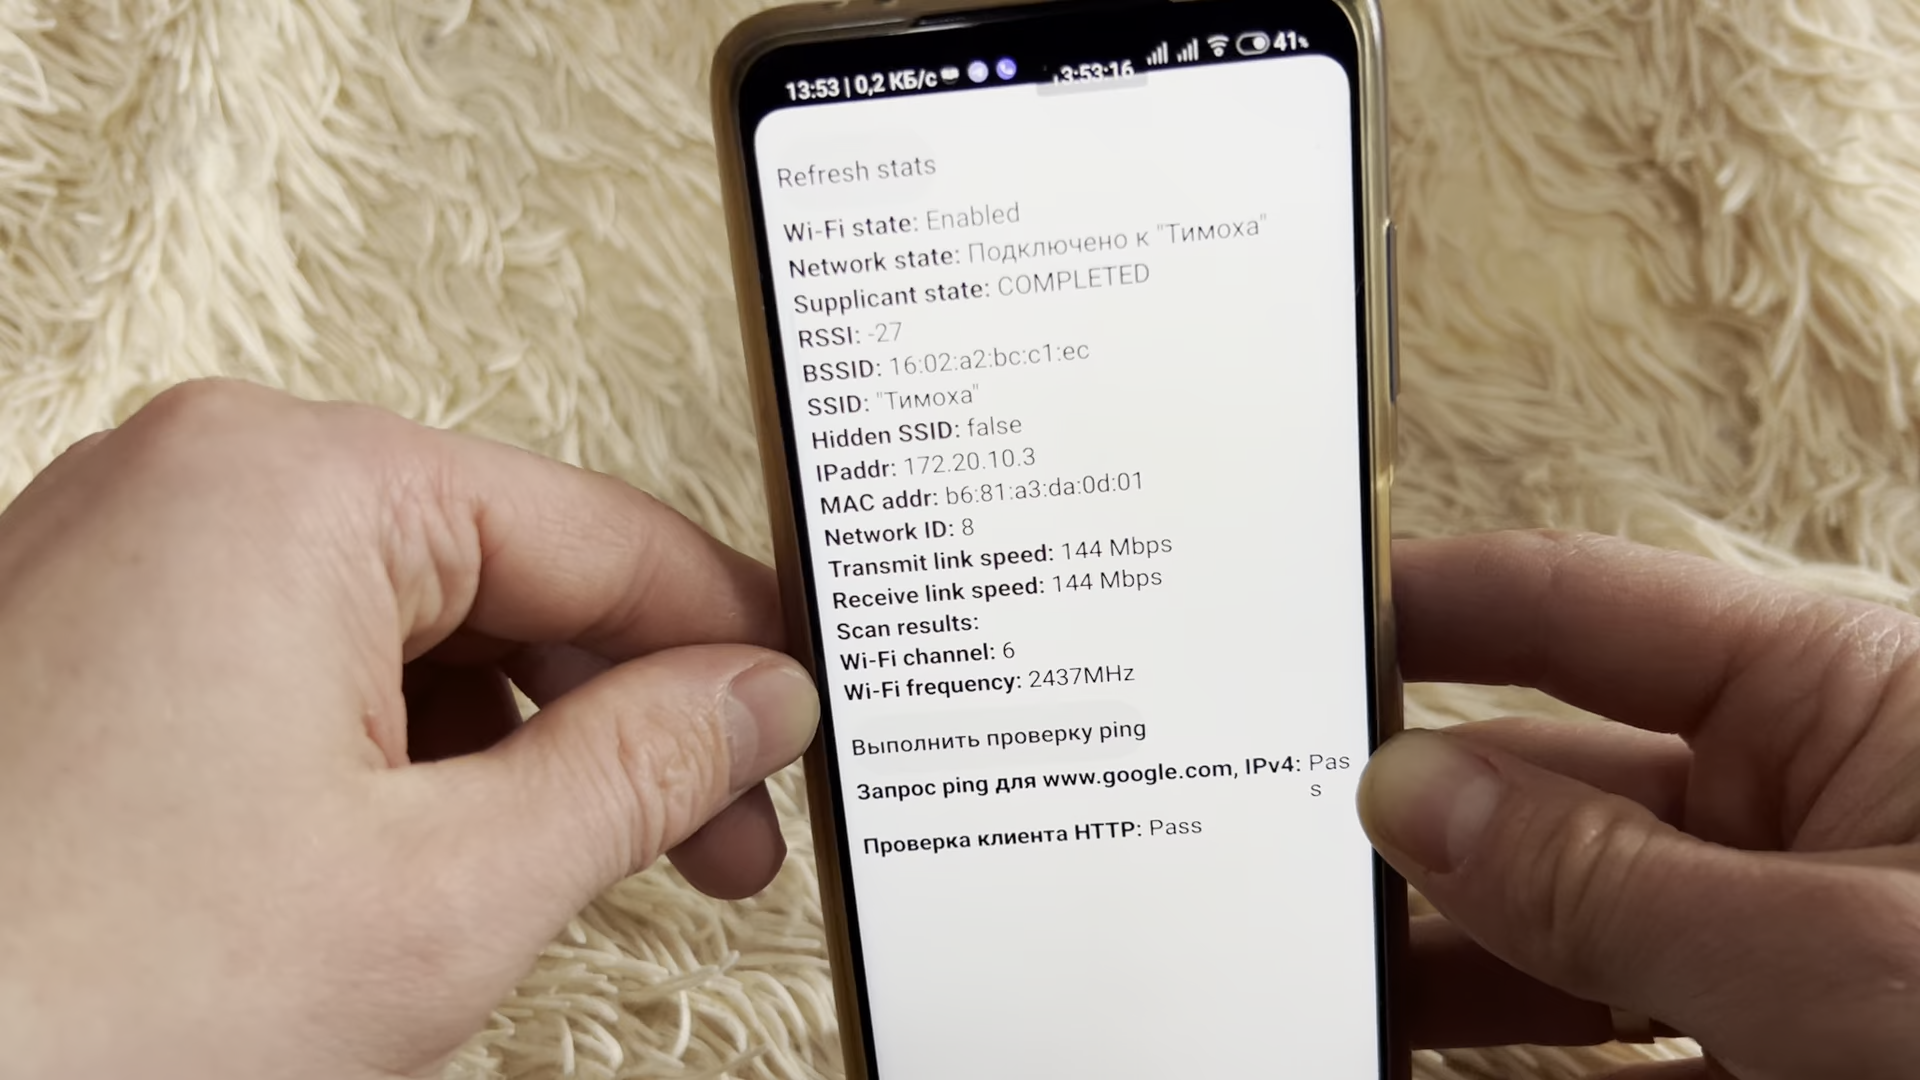 13:53 | 0,2 КБ/с
3:53:16
41%
Refresh stats
Wi-Fi state: Enabled
Network state: Подключено к "Тимоха"
Supplicant state: COMPLETED
RSSI: -27
BSSID: 16:02:a2:bc:c1:ec
SSID: "Тимоха"
Hidden SSID: false
IPaddr: 172.20.10.3
MAC addr: b6:81:a3:da:0d:01
Network ID: 8
Transmit link speed: 144 Mbps
Receive link speed: 144 Mbps
Scan results:
Wi-Fi channel: 6
Wi-Fi frequency: 2437MHz
Выполнить проверку ping
Запрос ping для www.google.com, IPv4: Pas
s
Проверка клиента HTTP: Pass